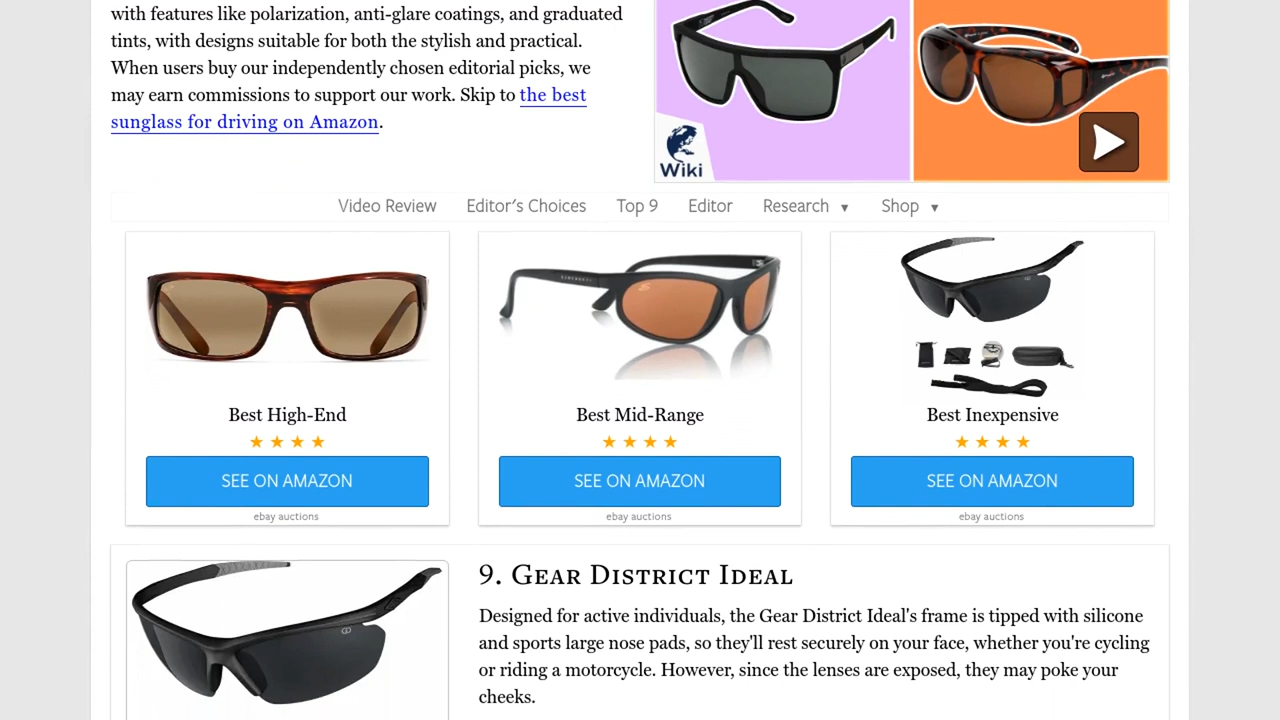 with features like polarization, anti-glare coatings, and graduated
tints, with designs suitable for both the stylish and practical.
When users buy our independently chosen editorial picks, we
may earn commissions to support our work. Skip to the best
sunglass for driving on Amazon.
Wiki
Video Review Editor's Choices Top 9 Editor Research ▼ Shop ▼
Best High-End
★ ★ ★ ★
SEE ON AMAZON
ebay auctions
Best Mid-Range
★ ★ ★ ★
SEE ON AMAZON
ebay auctions
Best Inexpensive
★ ★ ★ ★
SEE ON AMAZON
ebay auctions
9. Gear District Ideal
Designed for active individuals, the Gear District Ideal's frame is tipped with silicone
and sports large nose pads, so they'll rest securely on your face, whether you're cycling
or riding a motorcycle. However, since the lenses are exposed, they may poke your
cheeks.